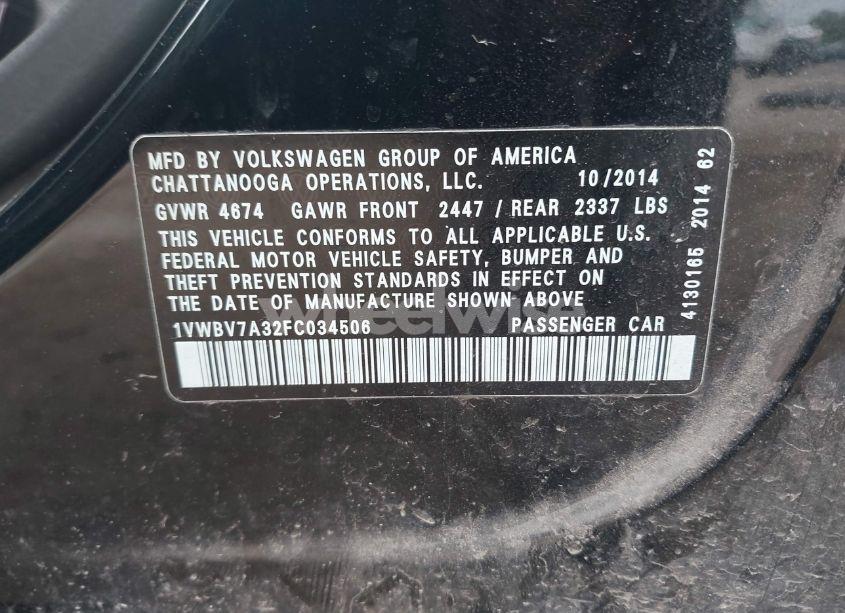 MFD BY VOLKSWAGEN GROUP OF AMERICA
CHATTANOOGA OPERATIONS, LLC. 10/2014
GVWR 4674 GAWR FRONT 2447 / REAR 2337 LBS
THIS VEHICLE CONFORMS TO ALL APPLICABLE U.S.
FEDERAL MOTOR VEHICLE SAFETY, BUMPER AND
THEFT PREVENTION STANDARDS IN EFFECT ON
THE DATE OF MANUFACTURE SHOWN ABOVE
1VWBV7A32FC034506 PASSENGER CAR
4130165 2014 62
wheelwise